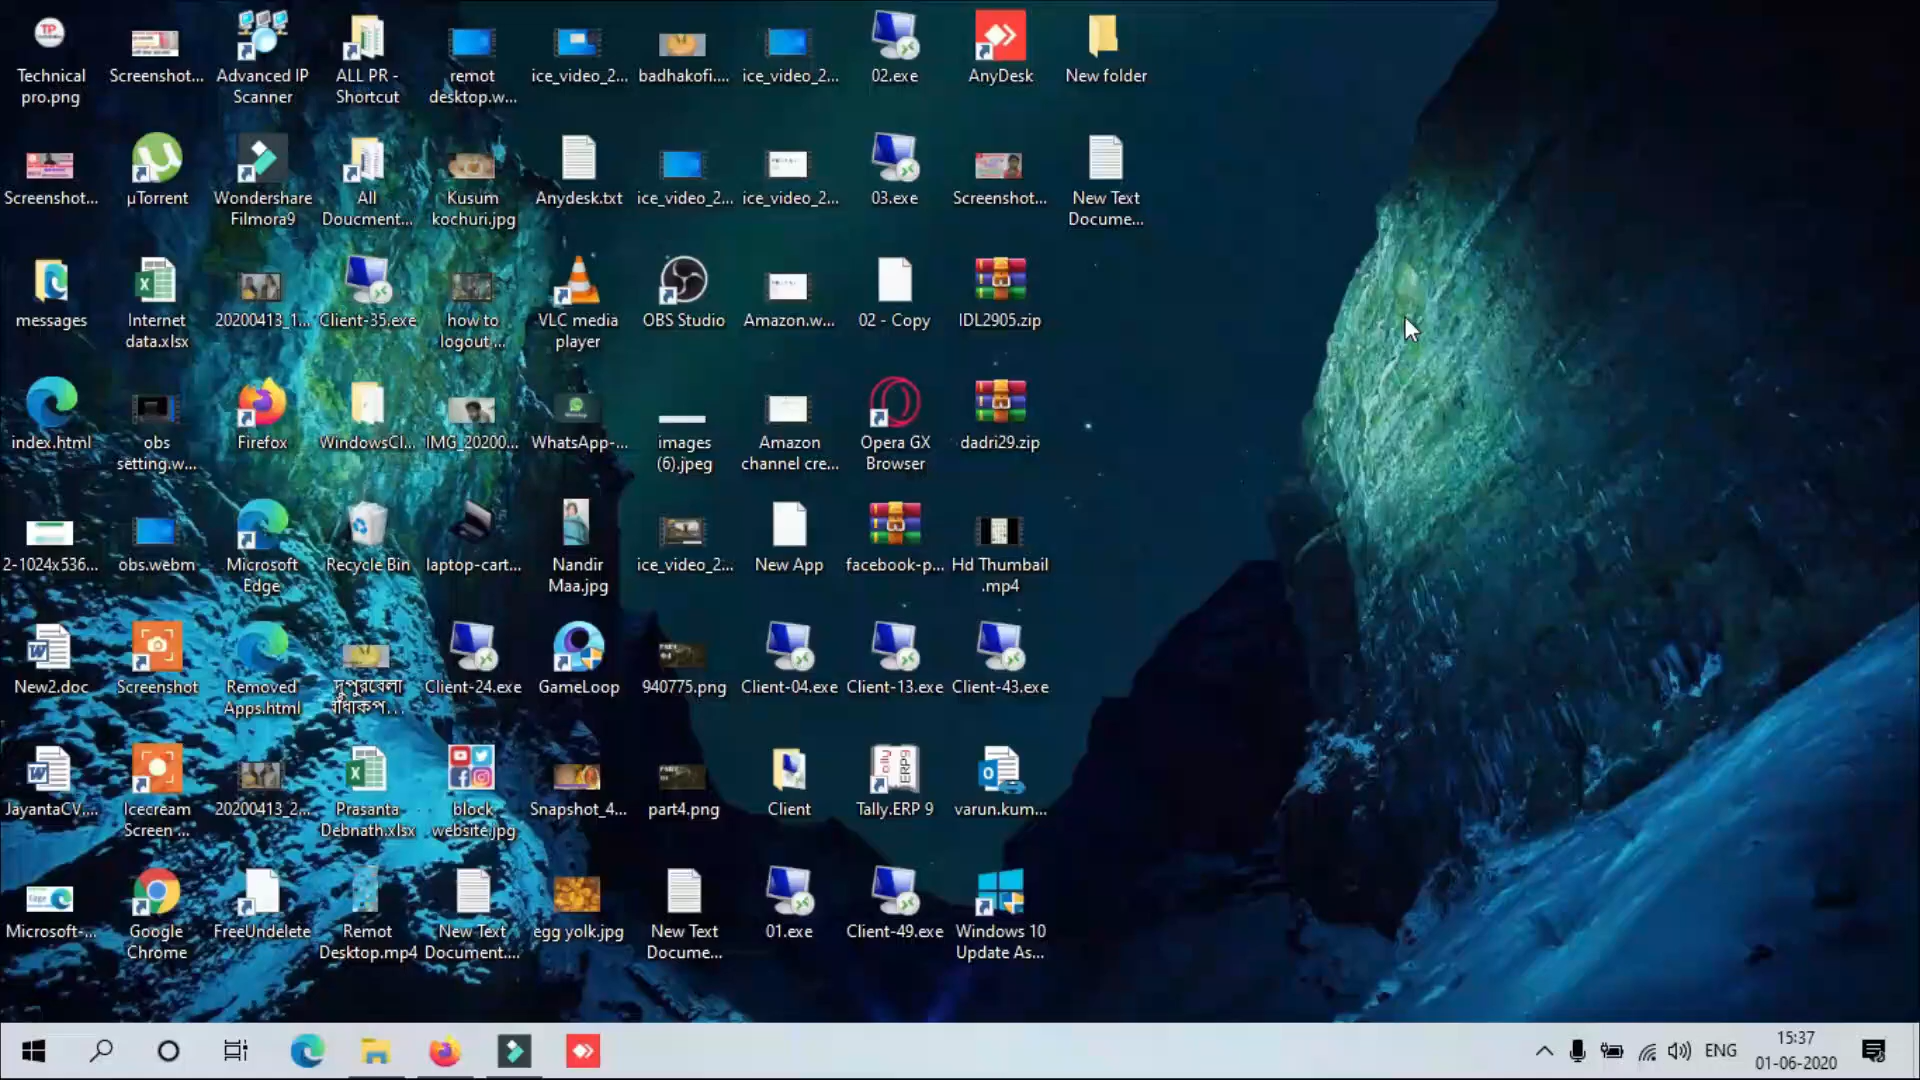 Technical
pro.png
Screenshot...
Advanced IP
Scanner
ALL PR -
Shortcut
remot
desktop.w...
ice_video_2...
badhakofi....
ice_video_2...
02.exe
AnyDesk
New folder
Screenshot...
µTorrent
Wondershare
Filmora9
All
Doucment...
Kusum
kochuri.jpg
Anydesk.txt
ice_video_2...
ice_video_2...
03.exe
Screenshot...
New Text
Docume...
messages
Internet
data.xlsx
20200413_1...
Client-35.exe
how to
logout ...
VLC media
player
OBS Studio
Amazon.w...
02 - Copy
IDL2905.zip
index.html
obs
setting.w...
Firefox
WindowsCl...
IMG_20200...
WhatsApp-...
images
(6).jpeg
Amazon
channel cre...
Opera GX
Browser
dadri29.zip
2-1024x536...
obs.webm
Microsoft
Edge
Recycle Bin
laptop-cart...
Nandir
Maa.jpg
ice_video_2...
New App
facebook-p...
Hd Thumbail
.mp4
New2.doc
Screenshot
Removed
Apps.html
দুপুরবেলা
Client-24.exe
GameLoop
940775.png
Client-04.exe
Client-13.exe
Client-43.exe
JayantaCV....
Icecream
Screen ...
20200413_2...
Prasanta
Debnath.xlsx
block
website.jpg
Snapshot_4...
part4.png
Client
Tally.ERP 9
varun.kum...
Microsoft-...
Google
Chrome
FreeUndelete
Remot
Desktop.mp4
New Text
Document....
egg yolk.jpg
New Text
Docume...
01.exe
Client-49.exe
Windows 10
Update As...
ENG
15:37
01-06-2020